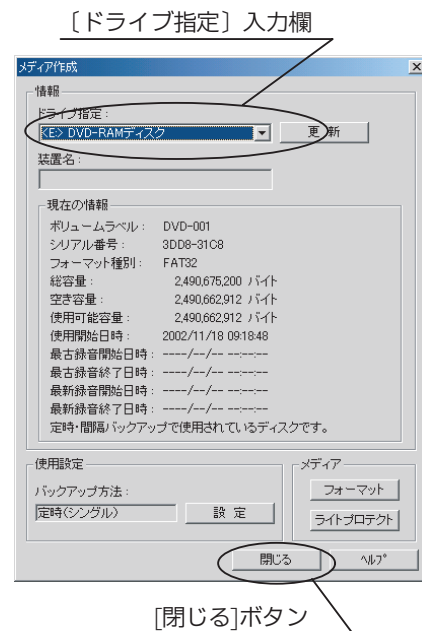 〔ドライブ指定〕入力欄
メディア作成
情報
ドライブ指定：
<E:> DVD-RAMディスク
更 新
装置名：
現在の情報
ボリュームラベル： DVD-001
シリアル番号： 3DD8-31C8
フォーマット種別： FAT32
総容量： 2,490,675,200 バイト
空き容量： 2,490,662,912 バイト
使用可能容量： 2,490,662,912 バイト
使用開始日時： 2002/11/18 09:18:48
最古録音開始日時： ----/--/-- --:--:--
最古録音終了日時： ----/--/-- --:--:--
最新録音開始日時： ----/--/-- --:--:--
最新録音終了日時： ----/--/-- --:--:--
定時・間隔バックアップで使用されているディスクです。
使用設定
バックアップ方法：
定時(シングル)
設 定
メディア
フォーマット
ライトプロテクト
閉じる
ヘルプ
[閉じる]ボタン